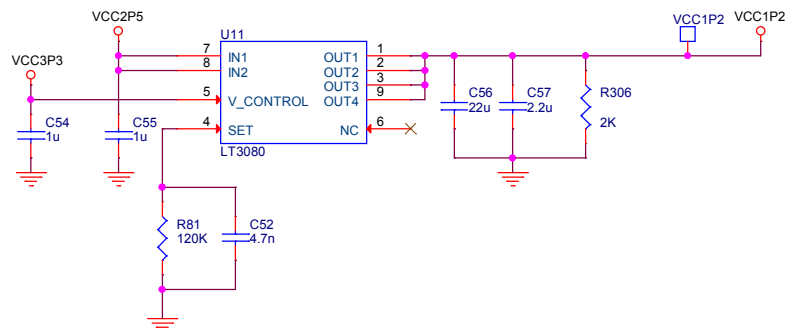 VCC2P5
U11
VCC1P2
VCC1P2
VCC3P3
7
IN1
OUT1
1
8
IN2
OUT2
2
OUT3
3
5
V_CONTROL
OUT4
9
4
SET
NC
6
LT3080
C54
1u
C55
1u
C56
22u
C57
2.2u
R306
2K
R81
120K
C52
4.7n